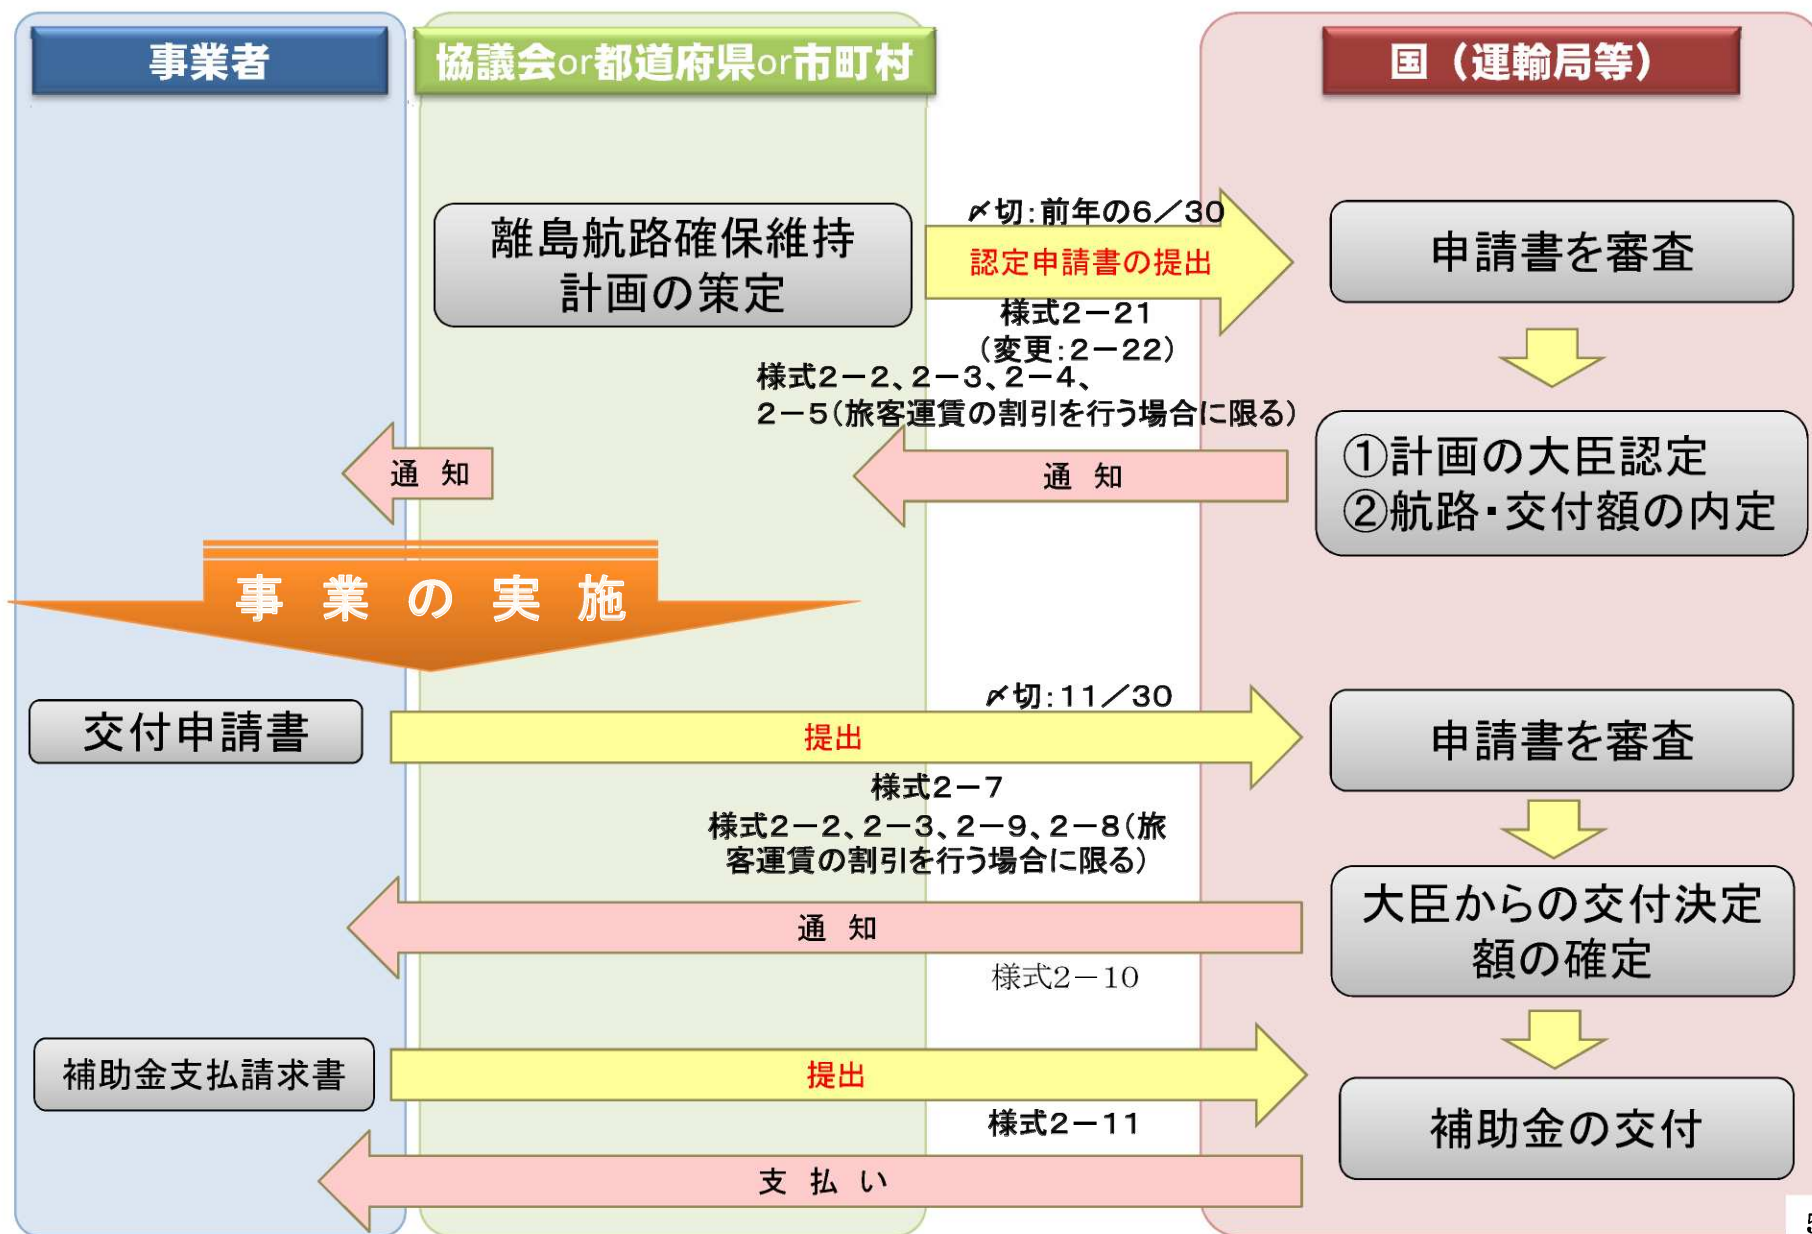 事業者
協議会or都道府県or市町村
国（運輸局等）
離島航路確保維持
計画の策定
〆切：前年の6／30
認定申請書の提出
様式2－21
（変更：2－22）
様式2－2、2－3、2－4、
2－5（旅客運賃の割引を行う場合に限る）
申請書を審査
①計画の大臣認定
②航路・交付額の内定
通 知
通 知
事 業 の 実 施
交付申請書
〆切：11／30
提出
様式2－7
様式2－2、2－3、2－9、2－8（旅
客運賃の割引を行う場合に限る）
申請書を審査
大臣からの交付決定
額の確定
通 知
様式2－10
補助金支払請求書
提出
様式2－11
補助金の交付
支 払 い
5